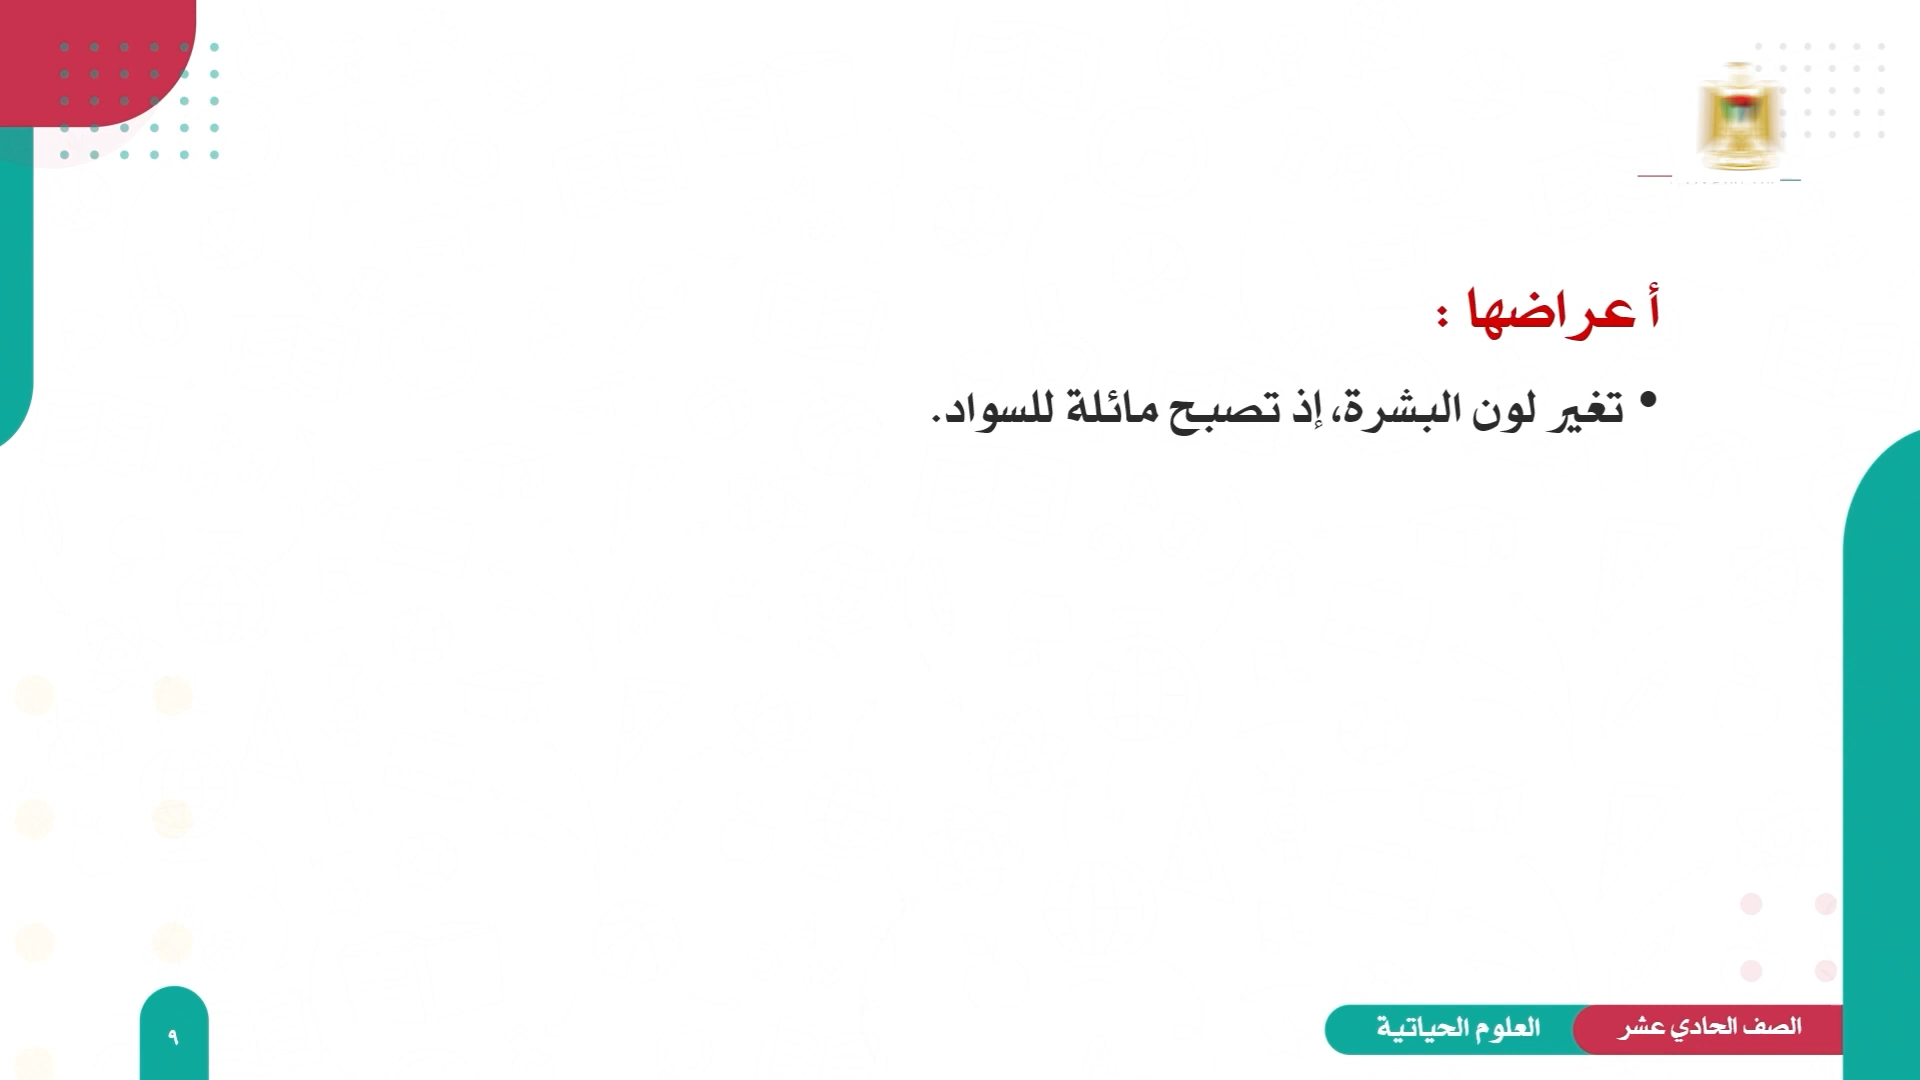 أعراضها :
• تغير لون البشرة، إذ تصبح مائلة للسواد.
الصف الحادي عشر
العلوم الحياتية
٩